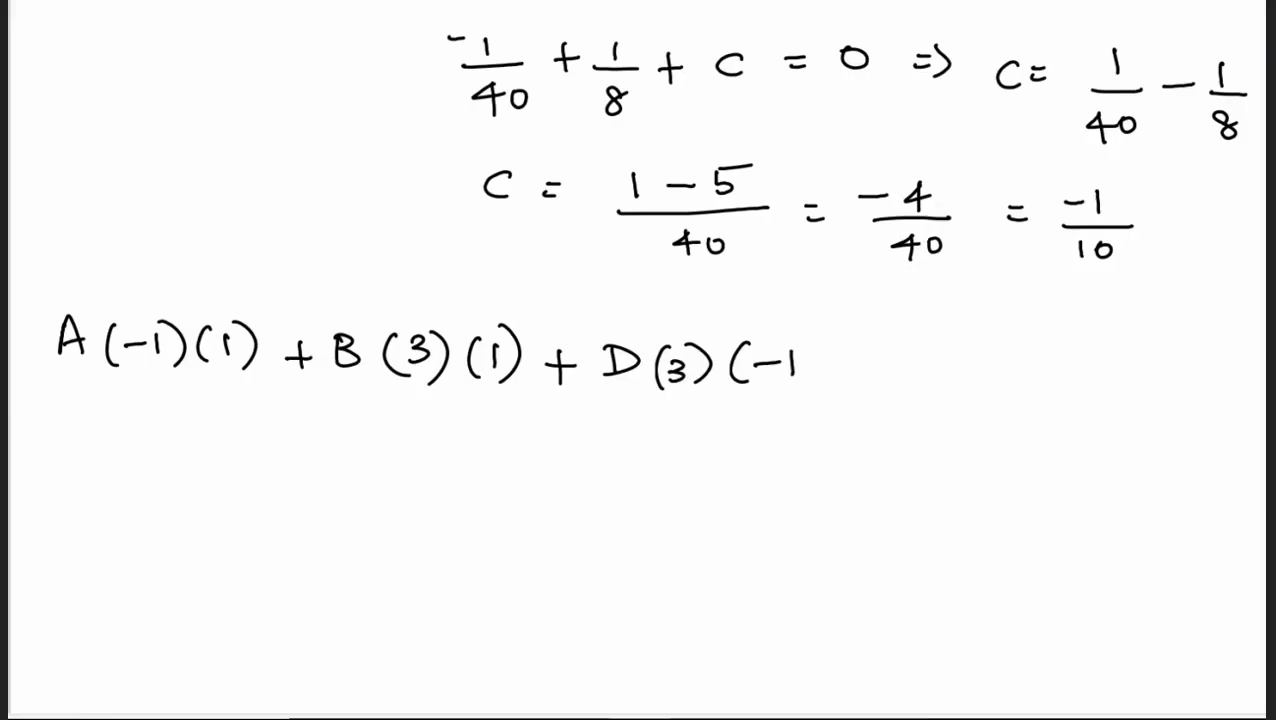 -1/40 + 1/8 + C = 0 => C = 1/40 - 1/8
C = 1 - 5/40 = -4/40 = -1/10
A(-1)(1) + B(3)(1) + D(3)(-1